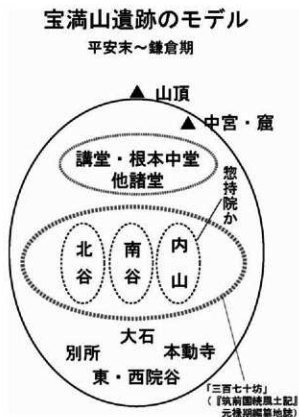 宝満山遺跡のモデル
平安末～鎌倉期
▲ 山頂
▲ 中宮・窟
講堂・根本中堂
他諸堂
惣持院か
北谷
南谷
内山
大石
別所
本動寺
東・西院谷
「三百七十坊」
(『筑前国続風土記』
元禄期編纂地誌)